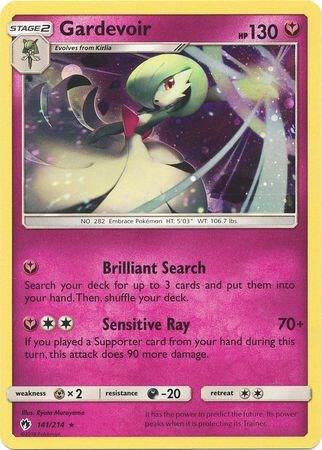 STAGE2 Gardevoir HP 130
Evolves from Kirlia
NO. 282 Embrace Pokémon HT: 5'03" WT: 106.7 lbs.
Brilliant Search
Search your deck for up to 3 cards and put them
into your hand. Then, shuffle your deck.
Sensitive Ray 70+
If you played a Supporter card from your hand during
this turn, this attack does 90 more damage.
weakness ×2 resistance -20 retreat
Illus. Kyota Murayama
141/214 ★
It has the power to predict the future. Its power
peaks when it is protecting its Trainer.
©2018 Pokémon